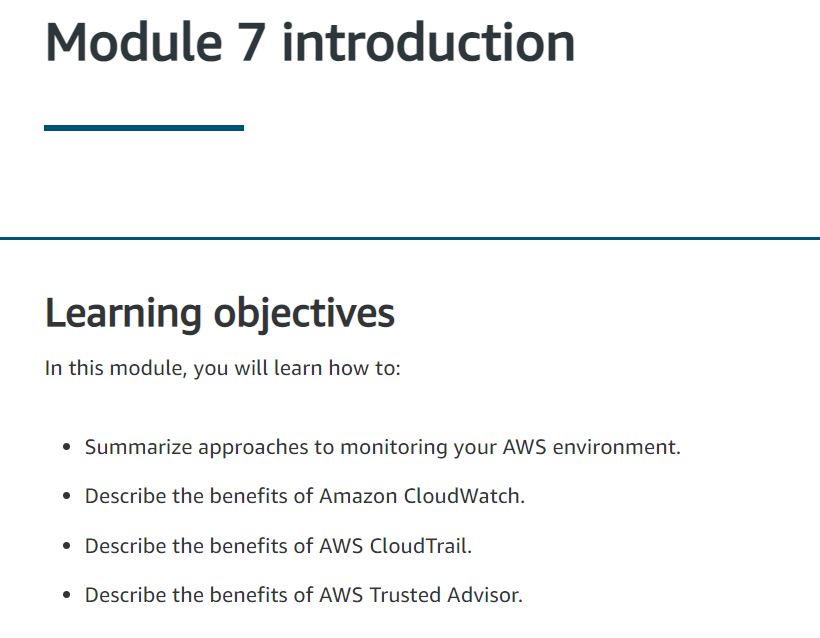 Module 7 introduction
Learning objectives
In this module, you will learn how to:
Summarize approaches to monitoring your AWS environment.
Describe the benefits of Amazon CloudWatch.
Describe the benefits of AWS CloudTrail.
Describe the benefits of AWS Trusted Advisor.